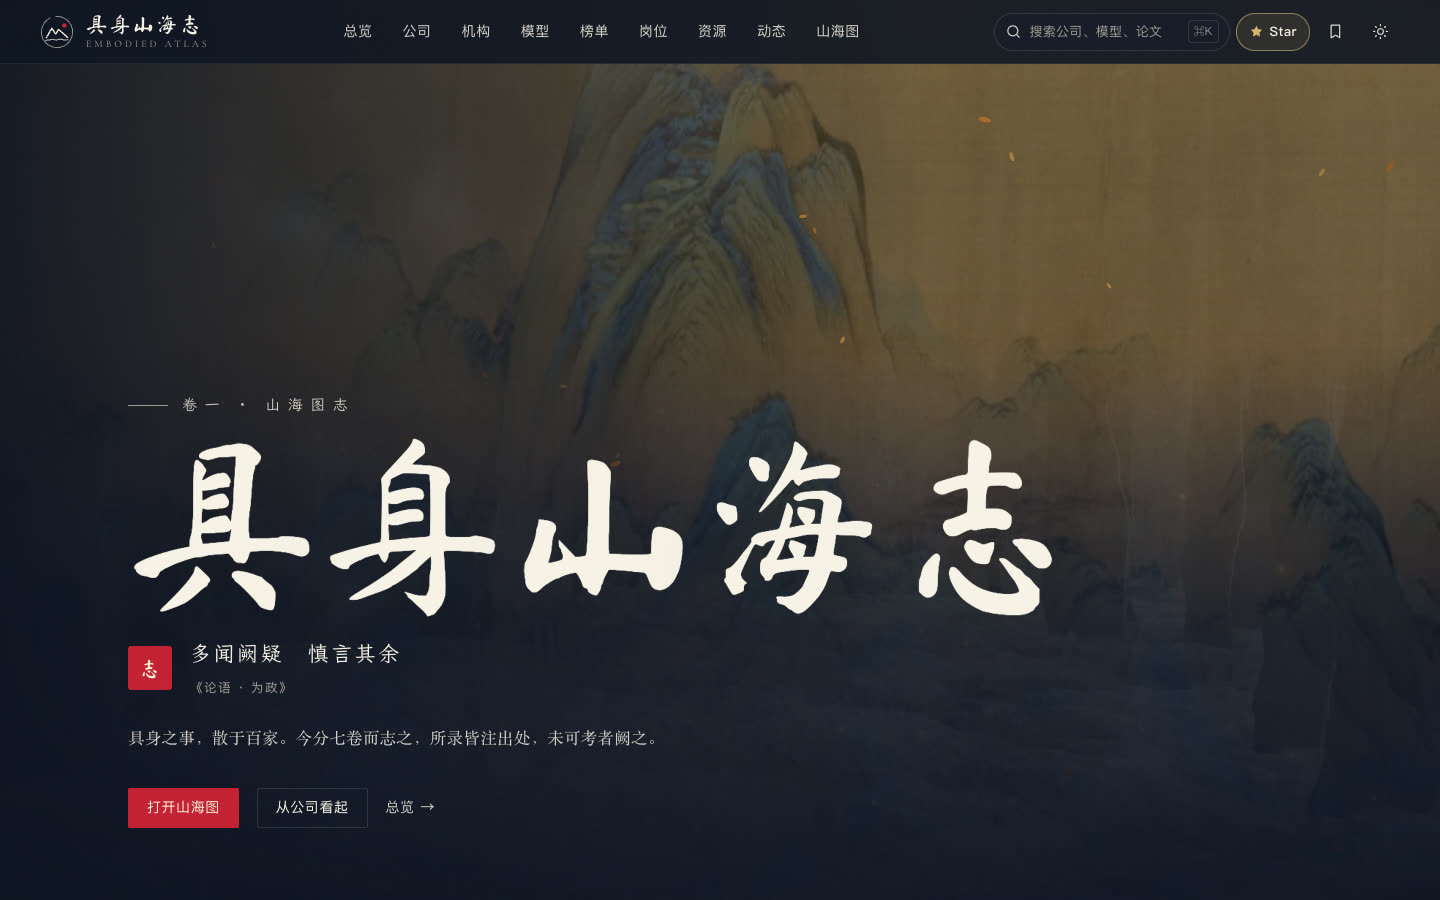 具身山海志
EMBODIED ATLAS
总览 公司 机构 模型 榜单 岗位 资源 动态 山海图
搜索公司、模型、论文 ⌘K
Star
卷一 · 山海图志
具身山海志
志
多闻阙疑 慎言其余
《论语 · 为政》
具身之事，散于百家。今分七卷而志之，所录皆注出处，未可考者阙之。
打开山海图 从公司看起 总览 →